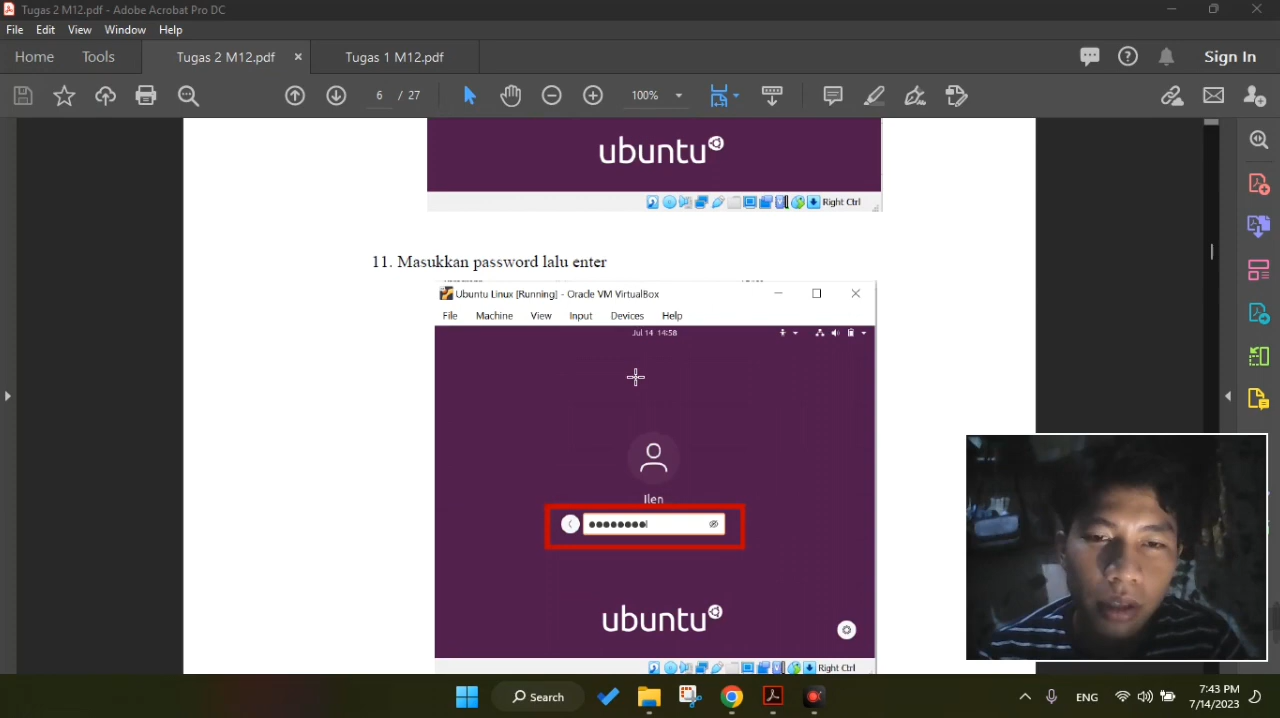 Tugas 2 M12.pdf - Adobe Acrobat Pro DC
File Edit View Window Help
Home Tools Tugas 2 M12.pdf × Tugas 1 M12.pdf Sign In
6 / 27 100%
ubuntu
Right Ctrl
11. Masukkan password lalu enter
Ubuntu Linux [Running] - Oracle VM VirtualBox
File Machine View Input Devices Help
Jul 14 14:58
Ilen
ubuntu
Right Ctrl
Search
ENG
7:43 PM
7/14/2023